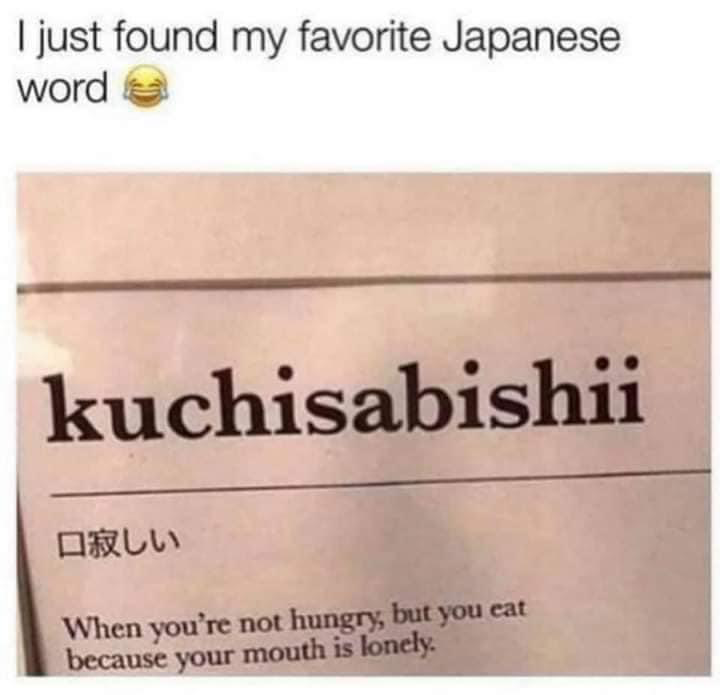 I just found my favorite Japanese
word 😂
kuchisabishii
口寂しい
When you're not hungry, but you eat
because your mouth is lonely.